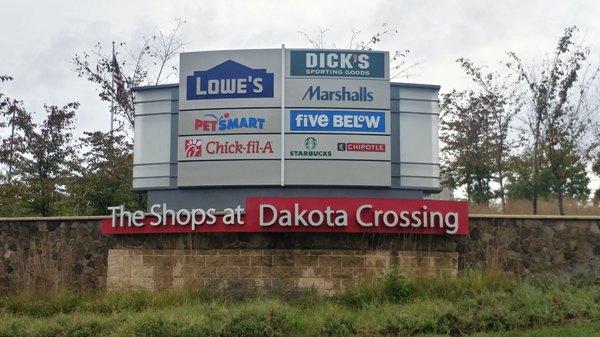 LOWE'S
DICK'S
SPORTING GOODS
Marshalls
PETSMART
five BELOW
Chick-fil-A
STARBUCKS
CHIPOTLE
The Shops at Dakota Crossing